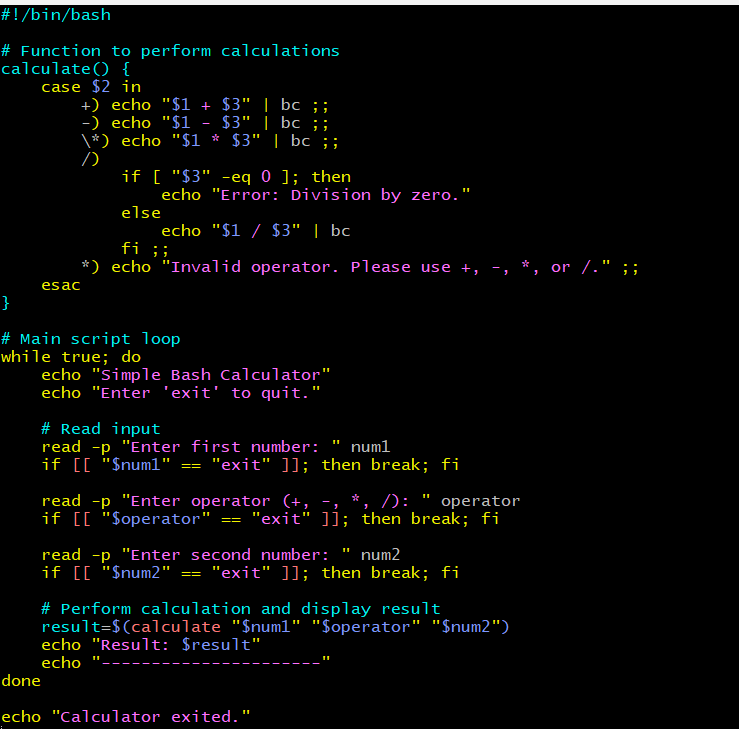 #!/bin/bash

# Function to perform calculations
calculate() {
    case $2 in
        +) echo "$1 + $3" | bc ;;
        -) echo "$1 - $3" | bc ;;
        \*) echo "$1 * $3" | bc ;;
        /)
            if [ "$3" -eq 0 ]; then
                echo "Error: Division by zero."
            else
                echo "$1 / $3" | bc
            fi ;;
        *) echo "Invalid operator. Please use +, -, *, or /." ;;
    esac
}

# Main script loop
while true; do
    echo "Simple Bash Calculator"
    echo "Enter 'exit' to quit."

    # Read input
    read -p "Enter first number: " num1
    if [[ "$num1" == "exit" ]]; then break; fi

    read -p "Enter operator (+, -, *, /): " operator
    if [[ "$operator" == "exit" ]]; then break; fi

    read -p "Enter second number: " num2
    if [[ "$num2" == "exit" ]]; then break; fi

    # Perform calculation and display result
    result=$(calculate "$num1" "$operator" "$num2")
    echo "Result: $result"
    echo "----------------------"
done

echo "Calculator exited."